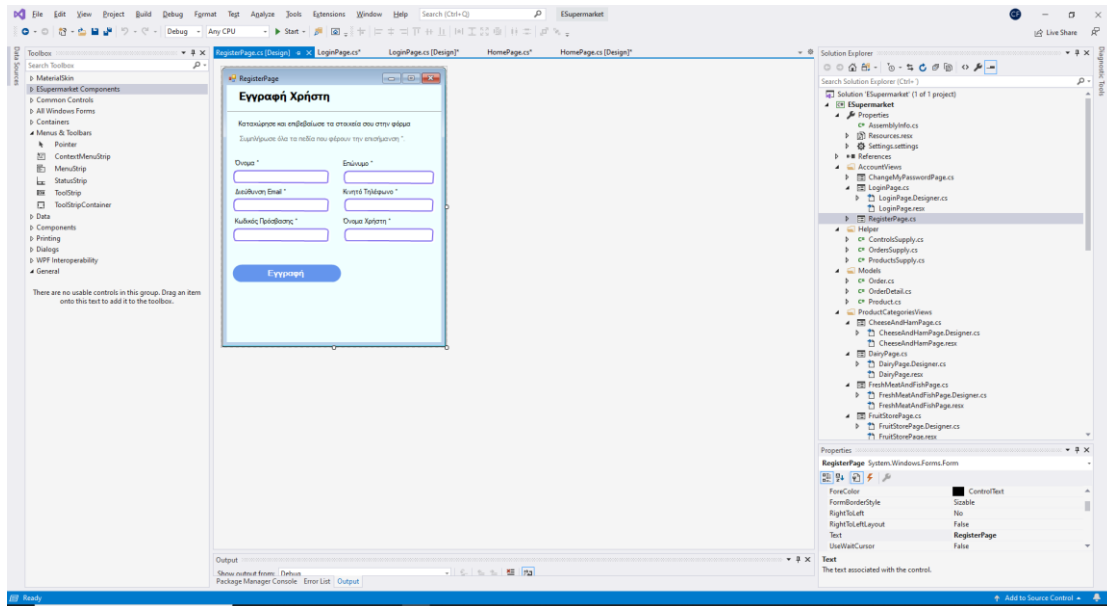 File Edit View Project Build Debug Format Test Analyze Tools Extensions Window Help Search (Ctrl+Q) ESupermarket CF
Debug Any CPU Start Live Share
Data Sources
Toolbox
Search Toolbox
MaterialSkin
ESupermarket Components
Common Controls
All Windows Forms
Containers
Menus & Toolbars
Pointer
ContextMenuStrip
MenuStrip
StatusStrip
ToolStrip
ToolStripContainer
Data
Components
Printing
Dialogs
WPF Interoperability
General
There are no usable controls in this group. Drag an item
onto this text to add it to the toolbox.
RegisterPage.cs [Design] LoginPage.cs* LoginPage.cs [Design]* HomePage.cs* HomePage.cs [Design]*
RegisterPage
Εγγραφή Χρήστη
Καταχώρησε και επιβεβαίωσε τα στοιχεία σου στην φόρμα
Συμπλήρωσε όλα τα πεδία που φέρουν την επισήμανση *.
Όνομα * Επώνυμο *
Διεύθυνση Email * Κινητό Τηλέφωνο *
Κωδικός Πρόσβασης * Όνομα Χρήστη *
Εγγραφή
Output
Show output from: Debug
Package Manager Console Error List Output
Solution Explorer
Search Solution Explorer (Ctrl+;)
Solution 'ESupermarket' (1 of 1 project)
ESupermarket
Properties
AssemblyInfo.cs
Resources.resx
Settings.settings
References
AccountViews
ChangeMyPasswordPage.cs
LoginPage.cs
LoginPage.Designer.cs
LoginPage.resx
RegisterPage.cs
Helper
ControlsSupply.cs
OrdersSupply.cs
ProductsSupply.cs
Models
Order.cs
OrderDetail.cs
Product.cs
ProductCategoriesViews
CheeseAndHamPage.cs
CheeseAndHamPage.Designer.cs
CheeseAndHamPage.resx
DairyPage.cs
DairyPage.Designer.cs
DairyPage.resx
FreshMeatAndFishPage.cs
FreshMeatAndFishPage.Designer.cs
FreshMeatAndFishPage.resx
FruitStorePage.cs
FruitStorePage.Designer.cs
FruitStorePage.resx
Properties
RegisterPage System.Windows.Forms.Form
ForeColor ControlText
FormBorderStyle Sizable
RightToLeft No
RightToLeftLayout False
Text RegisterPage
UseWaitCursor False
Text
The text associated with the control.
Diagnostic Tools
Ready Add to Source Control